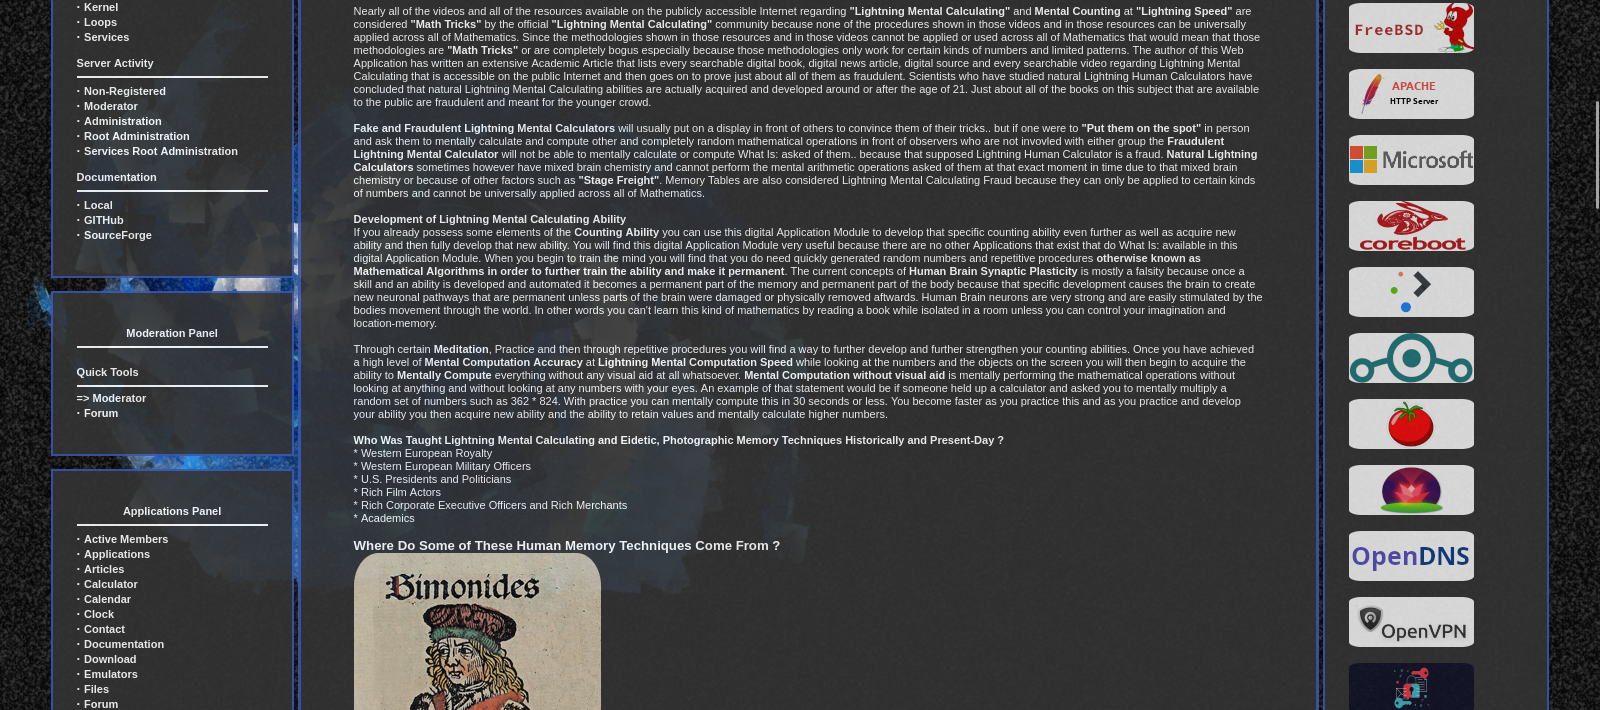 · Kernel
· Loops
· Services
Server Activity
· Non-Registered
· Moderator
· Administration
· Root Administration
· Services Root Administration
Documentation
· Local
· GITHub
· SourceForge
Moderation Panel
Quick Tools
=> Moderator
· Forum
Applications Panel
· Active Members
· Applications
· Articles
· Calculator
· Calendar
· Clock
· Contact
· Documentation
· Download
· Emulators
· Files
· Forum
Nearly all of the videos and all of the resources available on the publicly accessible Internet regarding "Lightning Mental Calculating" and Mental Counting at "Lightning Speed" are
considered "Math Tricks" by the official "Lightning Mental Calculating" community because none of the procedures shown in those videos and in those resources can be universally
applied across all of Mathematics. Since the methodologies shown in those resources and in those videos cannot be applied or used across all of Mathematics that would mean that those
methodologies are "Math Tricks" or are completely bogus especially because those methodologies only work for certain kinds of numbers and limited patterns. The author of this Web
Application has written an extensive Academic Article that lists every searchable digital book, digital news article, digital source and every searchable video regarding Lightning Mental
Calculating that is accessible on the public Internet and then goes on to prove just about all of them as fraudulent. Scientists who have studied natural Lightning Human Calculators have
concluded that natural Lightning Mental Calculating abilities are actually acquired and developed around or after the age of 21. Just about all of the books on this subject that are available
to the public are fraudulent and meant for the younger crowd.
Fake and Fraudulent Lightning Mental Calculators will usually put on a display in front of others to convince them of their tricks.. but if one were to "Put them on the spot" in person
and ask them to mentally calculate and compute other and completely random mathematical operations in front of observers who are not invovled with either group the Fraudulent
Lightning Mental Calculator will not be able to mentally calculate or compute What Is: asked of them.. because that supposed Lightning Human Calculator is a fraud. Natural Lightning
Calculators sometimes however have mixed brain chemistry and cannot perform the mental arithmetic operations asked of them at that exact moment in time due to that mixed brain
chemistry or because of other factors such as "Stage Freight". Memory Tables are also considered Lightning Mental Calculating Fraud because they can only be applied to certain kinds
of numbers and cannot be universally applied across all of Mathematics.
Development of Lightning Mental Calculating Ability
If you already possess some elements of the Counting Ability you can use this digital Application Module to develop that specific counting ability even further as well as acquire new
ability and then fully develop that new ability. You will find this digital Application Module very useful because there are no other Applications that exist that do What Is: available in this
digital Application Module. When you begin to train the mind you will find that you do need quickly generated random numbers and repetitive procedures otherwise known as
Mathematical Algorithms in order to further train the ability and make it permanent. The current concepts of Human Brain Synaptic Plasticity is mostly a falsity because once a
skill and an ability is developed and automated it becomes a permanent part of the memory and permanent part of the body because that specific development causes the brain to create
new neuronal pathways that are permanent unless parts of the brain were damaged or physically removed aftwards. Human Brain neurons are very strong and are easily stimulated by the
bodies movement through the world. In other words you can't learn this kind of mathematics by reading a book while isolated in a room unless you can control your imagination and
location-memory.
Through certain Meditation, Practice and then through repetitive procedures you will find a way to further develop and further strengthen your counting abilities. Once you have achieved
a high level of Mental Computation Accuracy at Lightning Mental Computation Speed while looking at the numbers and the objects on the screen you will then begin to acquire the
ability to Mentally Compute everything without any visual aid at all whatsoever. Mental Computation without visual aid is mentally performing the mathematical operations without
looking at anything and without looking at any numbers with your eyes. An example of that statement would be if someone held up a calculator and asked you to mentally multiply a
random set of numbers such as 362 * 824. With practice you can mentally compute this in 30 seconds or less. You become faster as you practice this and as you practice and develop
your ability you then acquire new ability and the ability to retain values and mentally calculate higher numbers.
Who Was Taught Lightning Mental Calculating and Eidetic, Photographic Memory Techniques Historically and Present-Day ?
* Western European Royalty
* Western European Military Officers
* U.S. Presidents and Politicians
* Rich Film Actors
* Rich Corporate Executive Officers and Rich Merchants
* Academics
Where Do Some of These Human Memory Techniques Come From ?
Simonides
FreeBSD
APACHE
HTTP Server
Microsoft
coreboot
OpenDNS
OpenVPN